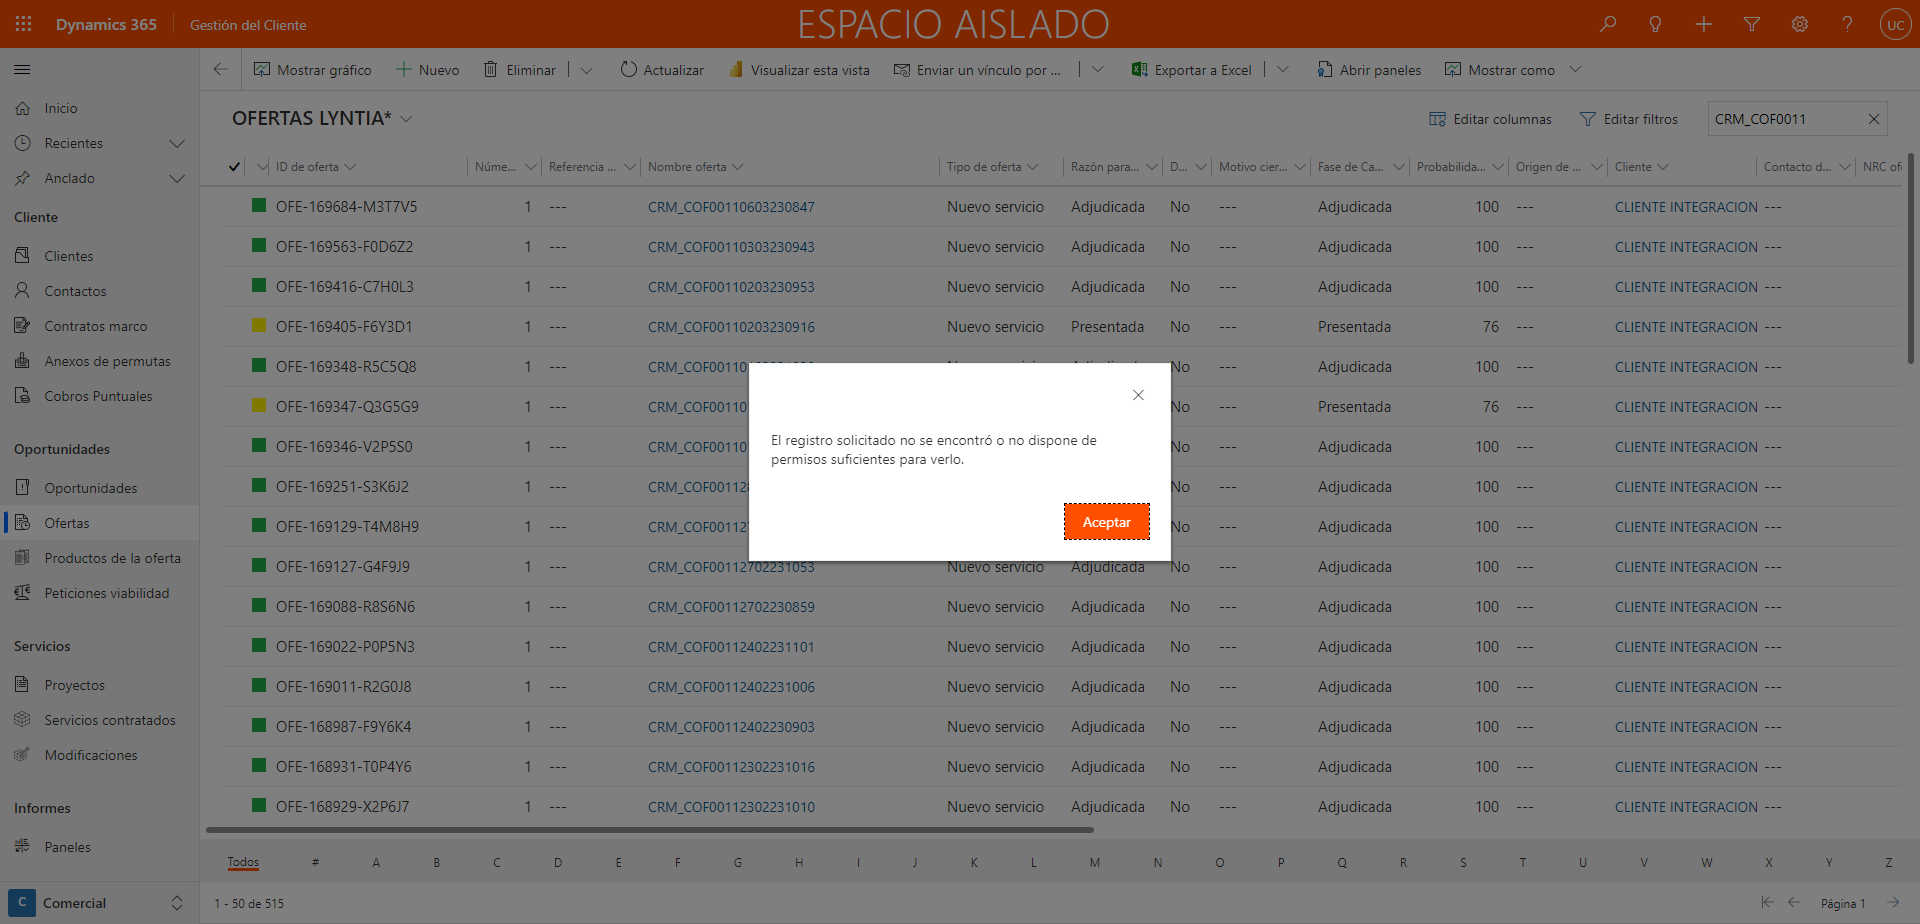 Dynamics 365 Gestión del Cliente ESPACIO AISLADO UC
Mostrar gráfico Nuevo Eliminar Actualizar Visualizar esta vista Enviar un vínculo por ... Exportar a Excel Abrir paneles Mostrar como
Inicio
Recientes
Anclado
Cliente
Clientes
Contactos
Contratos marco
Anexos de permutas
Cobros Puntuales
Oportunidades
Oportunidades
Ofertas
Productos de la oferta
Peticiones viabilidad
Servicios
Proyectos
Servicios contratados
Modificaciones
Informes
Paneles
C Comercial
OFERTAS LYNTIA* Editar columnas Editar filtros CRM_COF0011
ID de oferta Núme... Referencia ... Nombre oferta Tipo de oferta Razón para... D... Motivo cier... Fase de Ca... Probabilida... Origen de ... Cliente Contacto d... NRC of
OFE-169684-M3T7V5 1 --- CRM_COF00110603230847 Nuevo servicio Adjudicada No --- Adjudicada 100 --- CLIENTE INTEGRACION ---
OFE-169563-F0D6Z2 1 --- CRM_COF00110303230943 Nuevo servicio Adjudicada No --- Adjudicada 100 --- CLIENTE INTEGRACION ---
OFE-169416-C7H0L3 1 --- CRM_COF00110203230953 Nuevo servicio Adjudicada No --- Adjudicada 100 --- CLIENTE INTEGRACION ---
OFE-169405-F6Y3D1 1 --- CRM_COF00110203230916 Nuevo servicio Presentada No --- Presentada 76 --- CLIENTE INTEGRACION ---
OFE-169348-R5C5Q8 1 --- CRM_COF00110 No --- Adjudicada 100 --- CLIENTE INTEGRACION ---
OFE-169347-Q3G5G9 1 --- CRM_COF00110 No --- Presentada 76 --- CLIENTE INTEGRACION ---
OFE-169346-V2P5S0 1 --- CRM_COF00110 No --- Adjudicada 100 --- CLIENTE INTEGRACION ---
OFE-169251-S3K6J2 1 --- CRM_COF00112 No --- Adjudicada 100 --- CLIENTE INTEGRACION ---
OFE-169129-T4M8H9 1 --- CRM_COF00112 No --- Adjudicada 100 --- CLIENTE INTEGRACION ---
OFE-169127-G4F9J9 1 --- CRM_COF00112702231053 Nuevo servicio Adjudicada No --- Adjudicada 100 --- CLIENTE INTEGRACION ---
OFE-169088-R8S6N6 1 --- CRM_COF00112702230859 Nuevo servicio Adjudicada No --- Adjudicada 100 --- CLIENTE INTEGRACION ---
OFE-169022-P0P5N3 1 --- CRM_COF00112402231101 Nuevo servicio Adjudicada No --- Adjudicada 100 --- CLIENTE INTEGRACION ---
OFE-169011-R2G0J8 1 --- CRM_COF00112402231006 Nuevo servicio Adjudicada No --- Adjudicada 100 --- CLIENTE INTEGRACION ---
OFE-168987-F9Y6K4 1 --- CRM_COF00112402230903 Nuevo servicio Adjudicada No --- Adjudicada 100 --- CLIENTE INTEGRACION ---
OFE-168931-T0P4Y6 1 --- CRM_COF00112302231016 Nuevo servicio Adjudicada No --- Adjudicada 100 --- CLIENTE INTEGRACION ---
OFE-168929-X2P6J7 1 --- CRM_COF00112302231010 Nuevo servicio Adjudicada No --- Adjudicada 100 --- CLIENTE INTEGRACION ---
El registro solicitado no se encontró o no dispone de
permisos suficientes para verlo.
Aceptar
Todos # A B C D E F G H I J K L M N O P Q R S T U V W X Y Z
1 - 50 de 515 Página 1